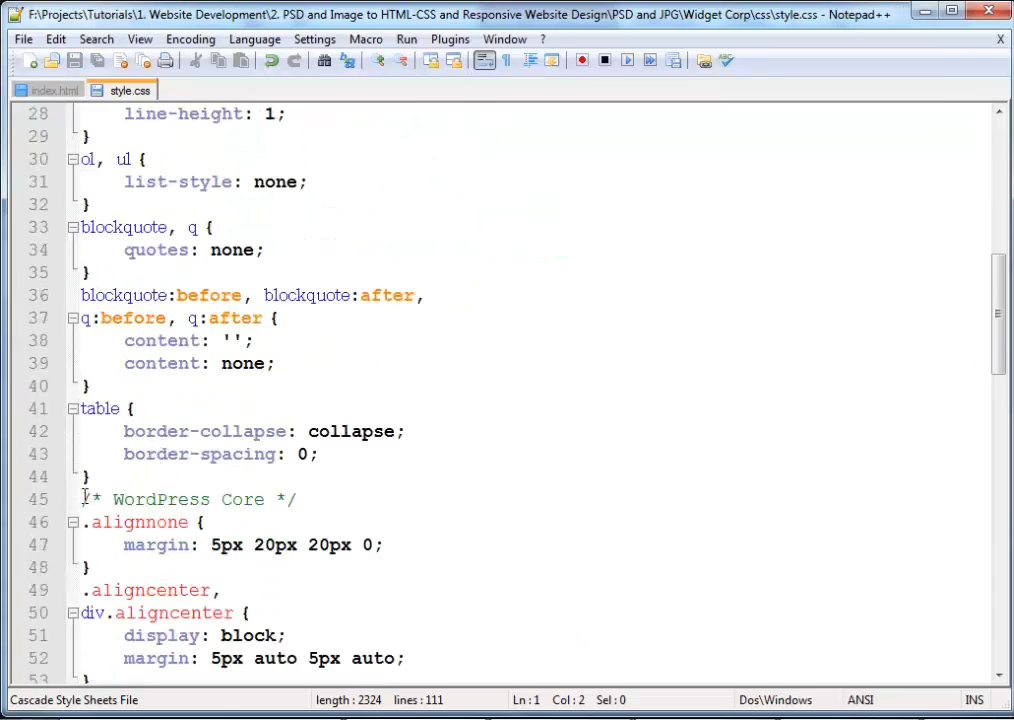 F:\Projects\Tutorials\1. Website Development\2. PSD and Image to HTML-CSS and Responsive Website Design\PSD and JPG\Widget Corp\css\style.css - Notepad++
File Edit Search View Encoding Language Settings Macro Run Plugins Window ? X
index.html style.css
28 line-height: 1;
29 }
30 ol, ul {
31 list-style: none;
32 }
33 blockquote, q {
34 quotes: none;
35 }
36 blockquote:before, blockquote:after,
37 q:before, q:after {
38 content: '';
39 content: none;
40 }
41 table {
42 border-collapse: collapse;
43 border-spacing: 0;
44 }
45 /* WordPress Core */
46 .alignnone {
47 margin: 5px 20px 20px 0;
48 }
49 .aligncenter,
50 div.aligncenter {
51 display: block;
52 margin: 5px auto 5px auto;
53 }
Cascade Style Sheets File length : 2324 lines : 111 Ln : 1 Col : 2 Sel : 0 Dos\Windows ANSI INS